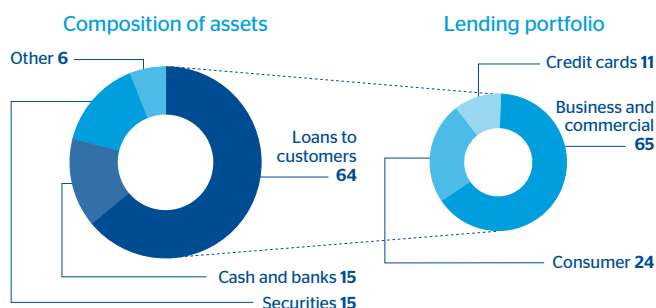 Composition of assets
Other 6
Loans to
customers
64
Cash and banks 15
Securities 15
Lending portfolio
Credit cards 11
Business and
commercial
65
Consumer 24